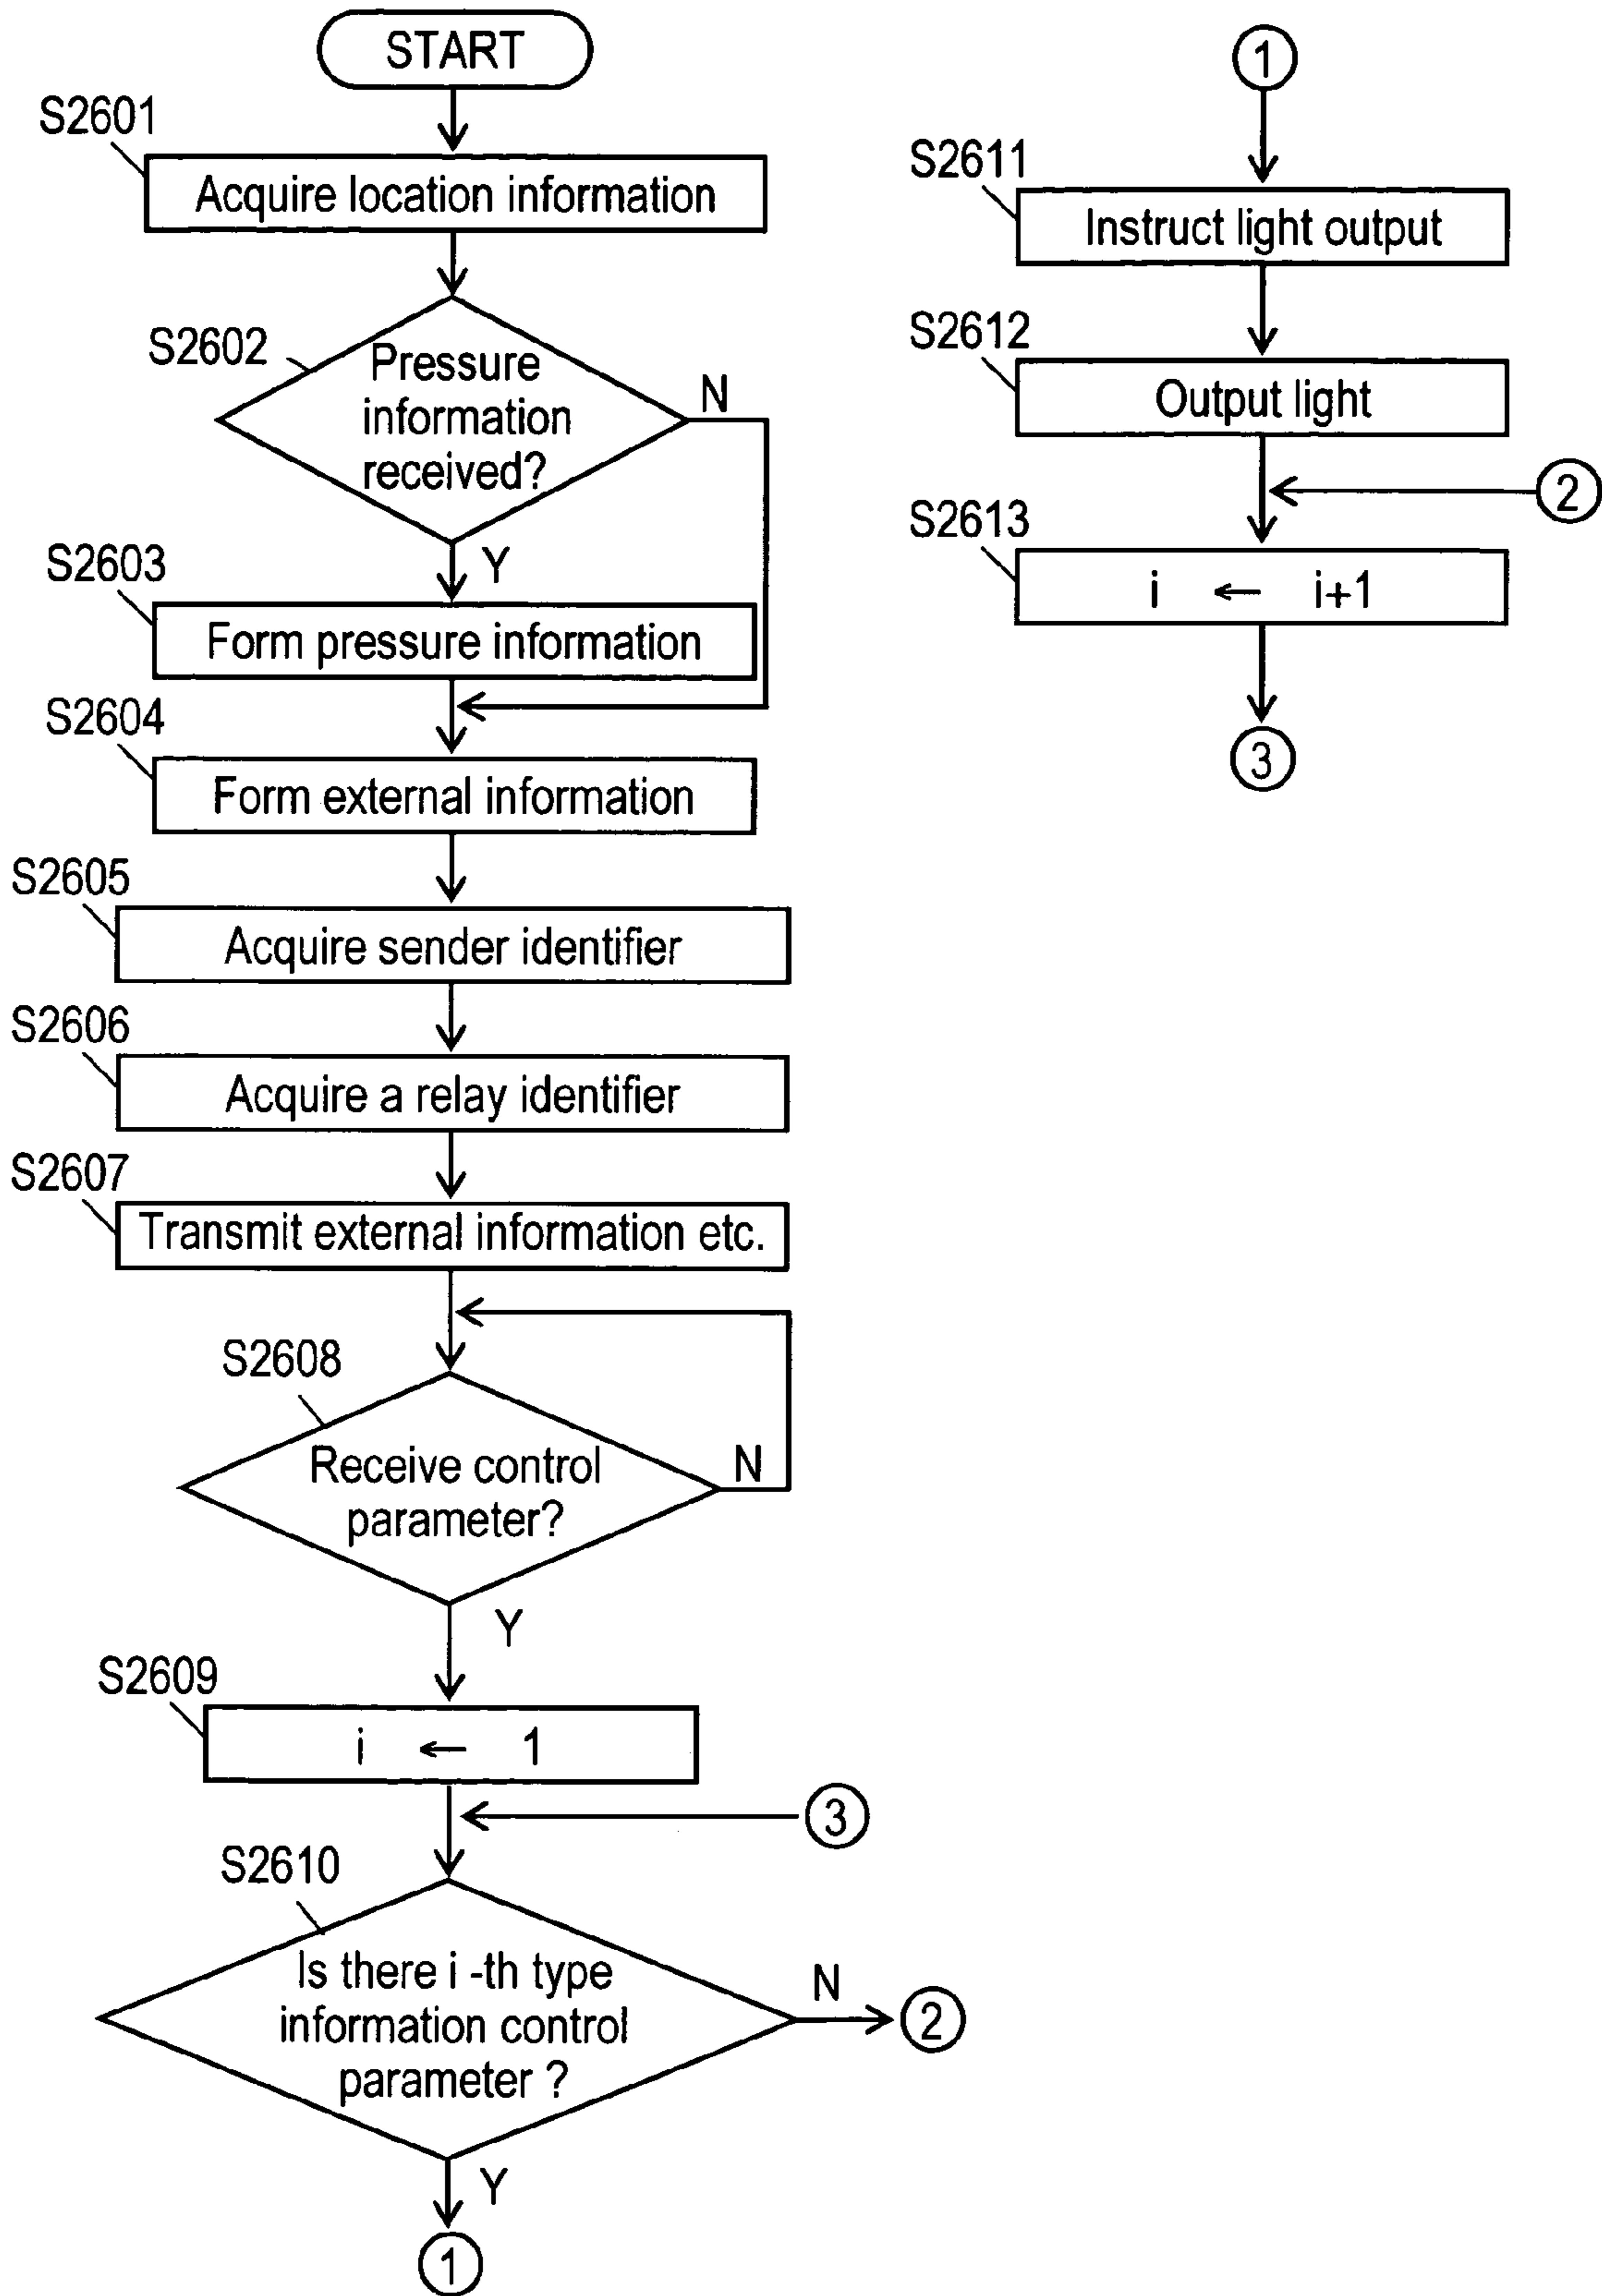 START
S2601
Acquire location information
S2602
Pressure
information
received?
N
Y
S2603
Form pressure information
S2604
Form external information
S2605
Acquire sender identifier
S2606
Acquire a relay identifier
S2607
Transmit external information etc.
S2608
Receive control
parameter?
N
Y
S2609
i ← 1
3
S2610
Is there i -th type
information control
parameter ?
N
2
Y
1
1
S2611
Instruct light output
S2612
Output light
2
S2613
i ← i+1
3